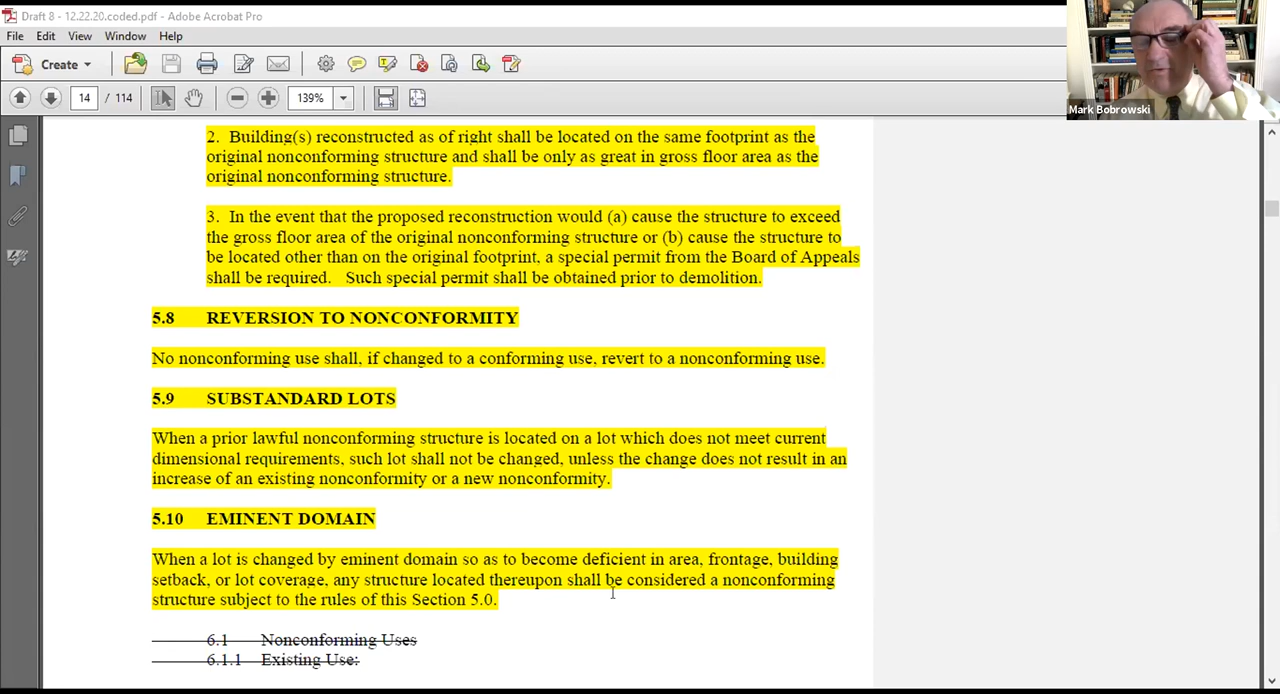 Draft 8 - 12.22.20.coded.pdf - Adobe Acrobat Pro
File Edit View Window Help
Create
14 / 114 139%
Mark Bobrowski
2. Building(s) reconstructed as of right shall be located on the same footprint as the
original nonconforming structure and shall be only as great in gross floor area as the
original nonconforming structure.
3. In the event that the proposed reconstruction would (a) cause the structure to exceed
the gross floor area of the original nonconforming structure or (b) cause the structure to
be located other than on the original footprint, a special permit from the Board of Appeals
shall be required. Such special permit shall be obtained prior to demolition.
5.8 REVERSION TO NONCONFORMITY
No nonconforming use shall, if changed to a conforming use, revert to a nonconforming use.
5.9 SUBSTANDARD LOTS
When a prior lawful nonconforming structure is located on a lot which does not meet current
dimensional requirements, such lot shall not be changed, unless the change does not result in an
increase of an existing nonconformity or a new nonconformity.
5.10 EMINENT DOMAIN
When a lot is changed by eminent domain so as to become deficient in area, frontage, building
setback, or lot coverage, any structure located thereupon shall be considered a nonconforming
structure subject to the rules of this Section 5.0.
6.1 Nonconforming Uses
6.1.1 Existing Use: